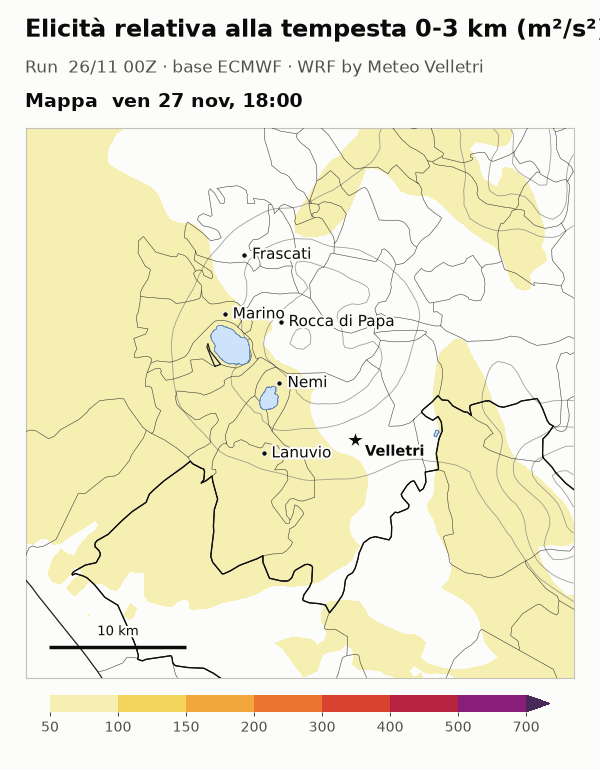 Elicità relativa alla tempesta 0-3 km (m²/s²)
Run 26/11 00Z · base ECMWF · WRF by Meteo Velletri
Mappa ven 27 nov, 18:00
Frascati
Marino
Rocca di Papa
Nemi
Velletri
Lanuvio
10 km
50 100 150 200 300 400 500 700